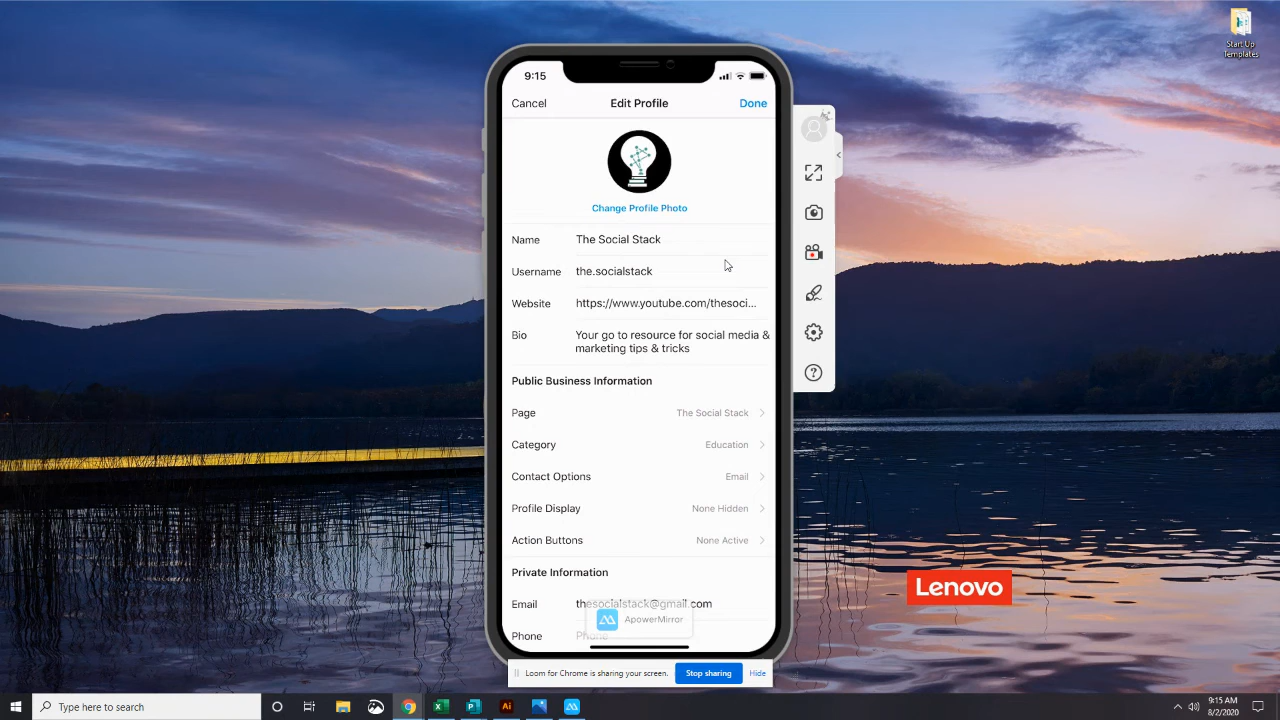 Start Up
Templates
9:15
Cancel
Edit Profile
Done
Change Profile Photo
Name
The Social Stack
Username
the.socialstack
Website
https://www.youtube.com/thesoci...
Bio
Your go to resource for social media &
marketing tips & tricks
Public Business Information
Page
The Social Stack
Category
Education
Contact Options
Email
Profile Display
None Hidden
Action Buttons
None Active
Private Information
Email
thesocialstack@gmail.com
ApowerMirror
Phone
Phone
Lenovo
Loom for Chrome is sharing your screen.
Stop sharing
Hide
Type here to search
9:15 AM
8/2/2020